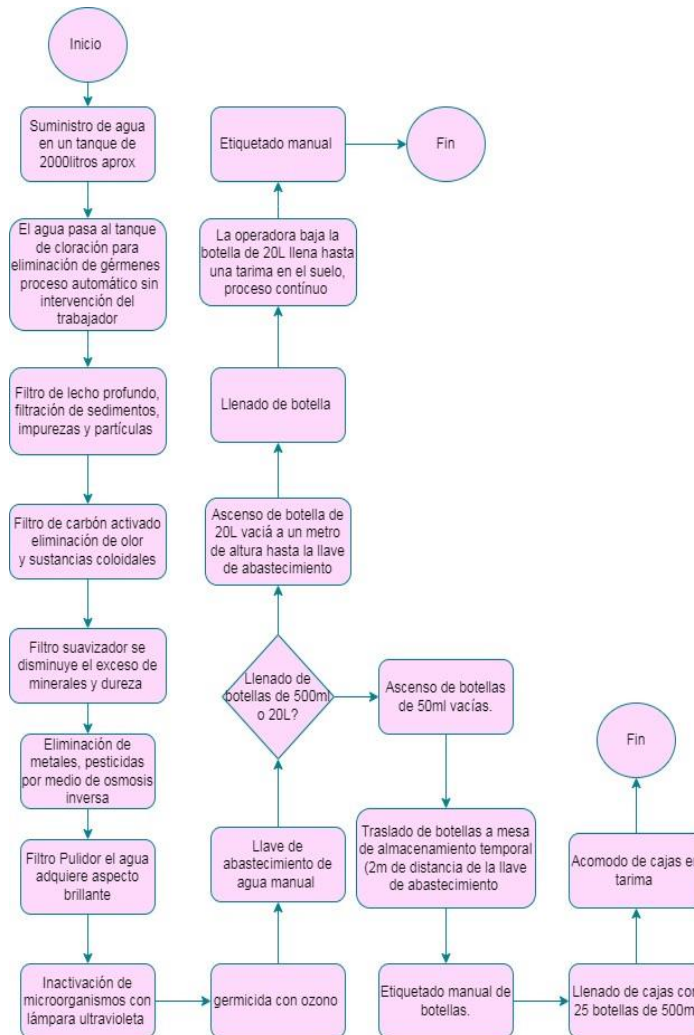 Inicio
Suministro de agua
en un tanque de
2000litros aprox
El agua pasa al tanque
de cloración para
eliminación de gérmenes
proceso automático sin
intervención del
trabajador
Filtro de lecho profundo,
filtración de sedimentos,
impurezas y partículas
Filtro de carbón activado
eliminación de olor
y sustancias coloidales
Filtro suavizador se
disminuye el exceso de
minerales y dureza
Eliminación de
metales, pesticidas
por medio de osmosis
inversa
Filtro Pulidor el agua
adquiere aspecto
brillante
Inactivación de
microorganismos con
lámpara ultravioleta
germicida con ozono
Llave de
abastecimiento de
agua manual
Llenado de
botellas de 500ml
o 20L?
Ascenso de botella de
20L vaciá a un metro
de altura hasta la llave
de abastecimiento
Llenado de botella
La operadora baja la
botella de 20L llena hasta
una tarima en el suelo,
proceso contínuo
Etiquetado manual
Fin
Ascenso de botellas
de 50ml vacías.
Traslado de botellas a mesa
de almacenamiento temporal
(2m de distancia de la llave
de abastecimiento
Etiquetado manual de
botellas.
Llenado de cajas con
25 botellas de 500m
Acomodo de cajas en
tarima
Fin